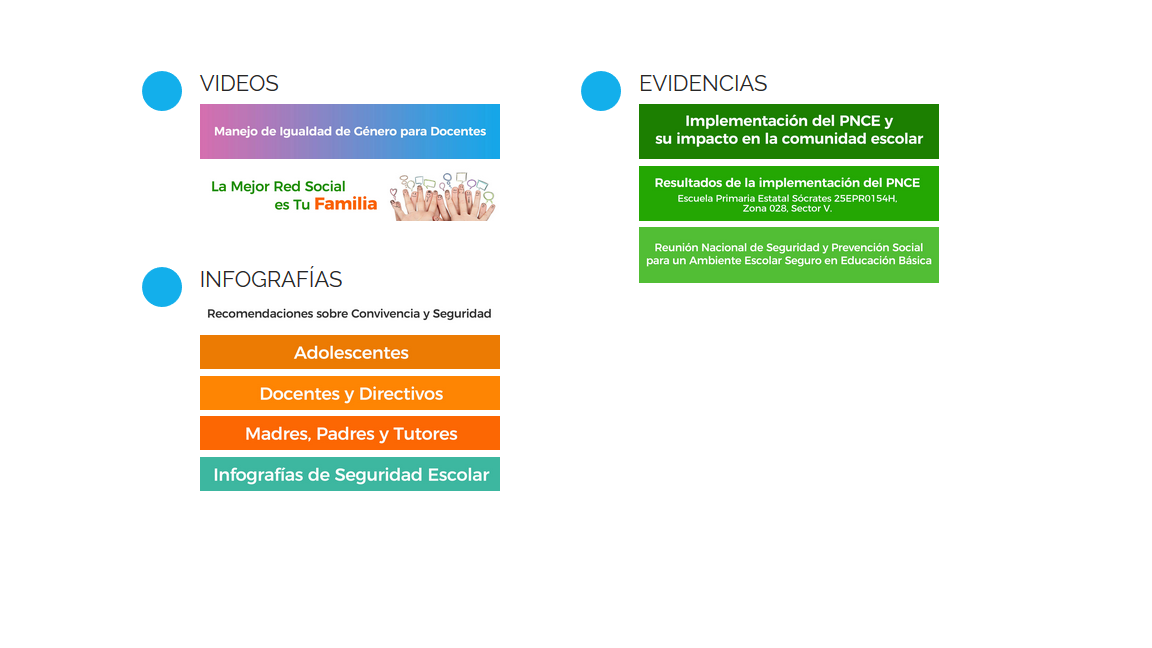 VIDEOS
Manejo de Igualdad de Género para Docentes
La Mejor Red Social
es Tu Familia
INFOGRAFÍAS
Recomendaciones sobre Convivencia y Seguridad
Adolescentes
Docentes y Directivos
Madres, Padres y Tutores
Infografías de Seguridad Escolar
EVIDENCIAS
Implementación del PNCE y
su impacto en la comunidad escolar
Resultados de la implementación del PNCE
Escuela Primaria Estatal Sócrates 25EPR0154H,
Zona 028, Sector V.
Reunión Nacional de Seguridad y Prevención Social
para un Ambiente Escolar Seguro en Educación Básica